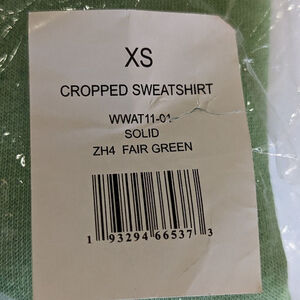 XS
CROPPED SWEATSHIRT
WWAT11-01
SOLID
ZH4 FAIR GREEN
1 93294 66537 3